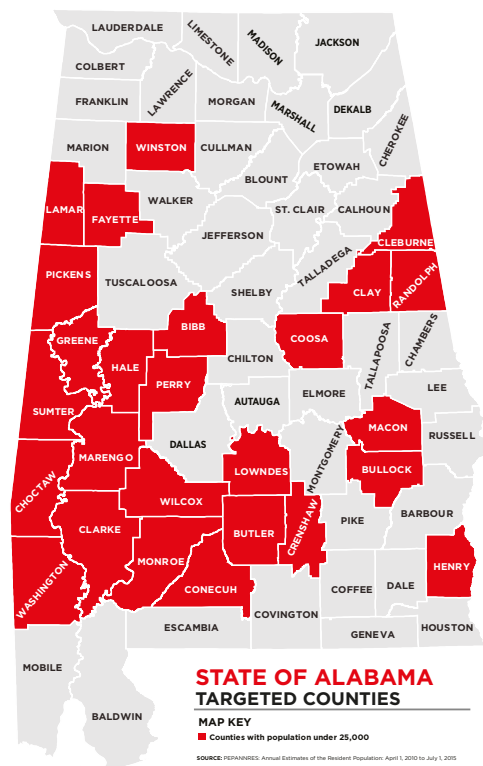 LAUDERDALE
LIMESTONE
MADISON
JACKSON
COLBERT
LAWRENCE
FRANKLIN
MORGAN
MARSHALL
DEKALB
CHEROKEE
MARION
WINSTON
CULLMAN
ETOWAH
BLOUNT
LAMAR
FAYETTE
WALKER
ST. CLAIR
CALHOUN
JEFFERSON
CLEBURNE
PICKENS
TUSCALOOSA
SHELBY
TALLADEGA
CLAY
RANDOLPH
GREENE
BIBB
COOSA
CHILTON
TALLAPOOSA
CHAMBERS
HALE
PERRY
AUTAUGA
ELMORE
LEE
SUMTER
DALLAS
MACON
RUSSELL
MARENGO
LOWNDES
MONTGOMERY
BULLOCK
CHOCTAW
WILCOX
CLARKE
BUTLER
CRENSHAW
PIKE
BARBOUR
WASHINGTON
MONROE
CONECUH
COFFEE
DALE
HENRY
COVINGTON
ESCAMBIA
GENEVA
HOUSTON
MOBILE
BALDWIN
STATE OF ALABAMA
TARGETED COUNTIES
MAP KEY
Counties with population under 25,000
SOURCE: PEPANNRES: Annual Estimates of the Resident Population: April 1, 2010 to July 1, 2015